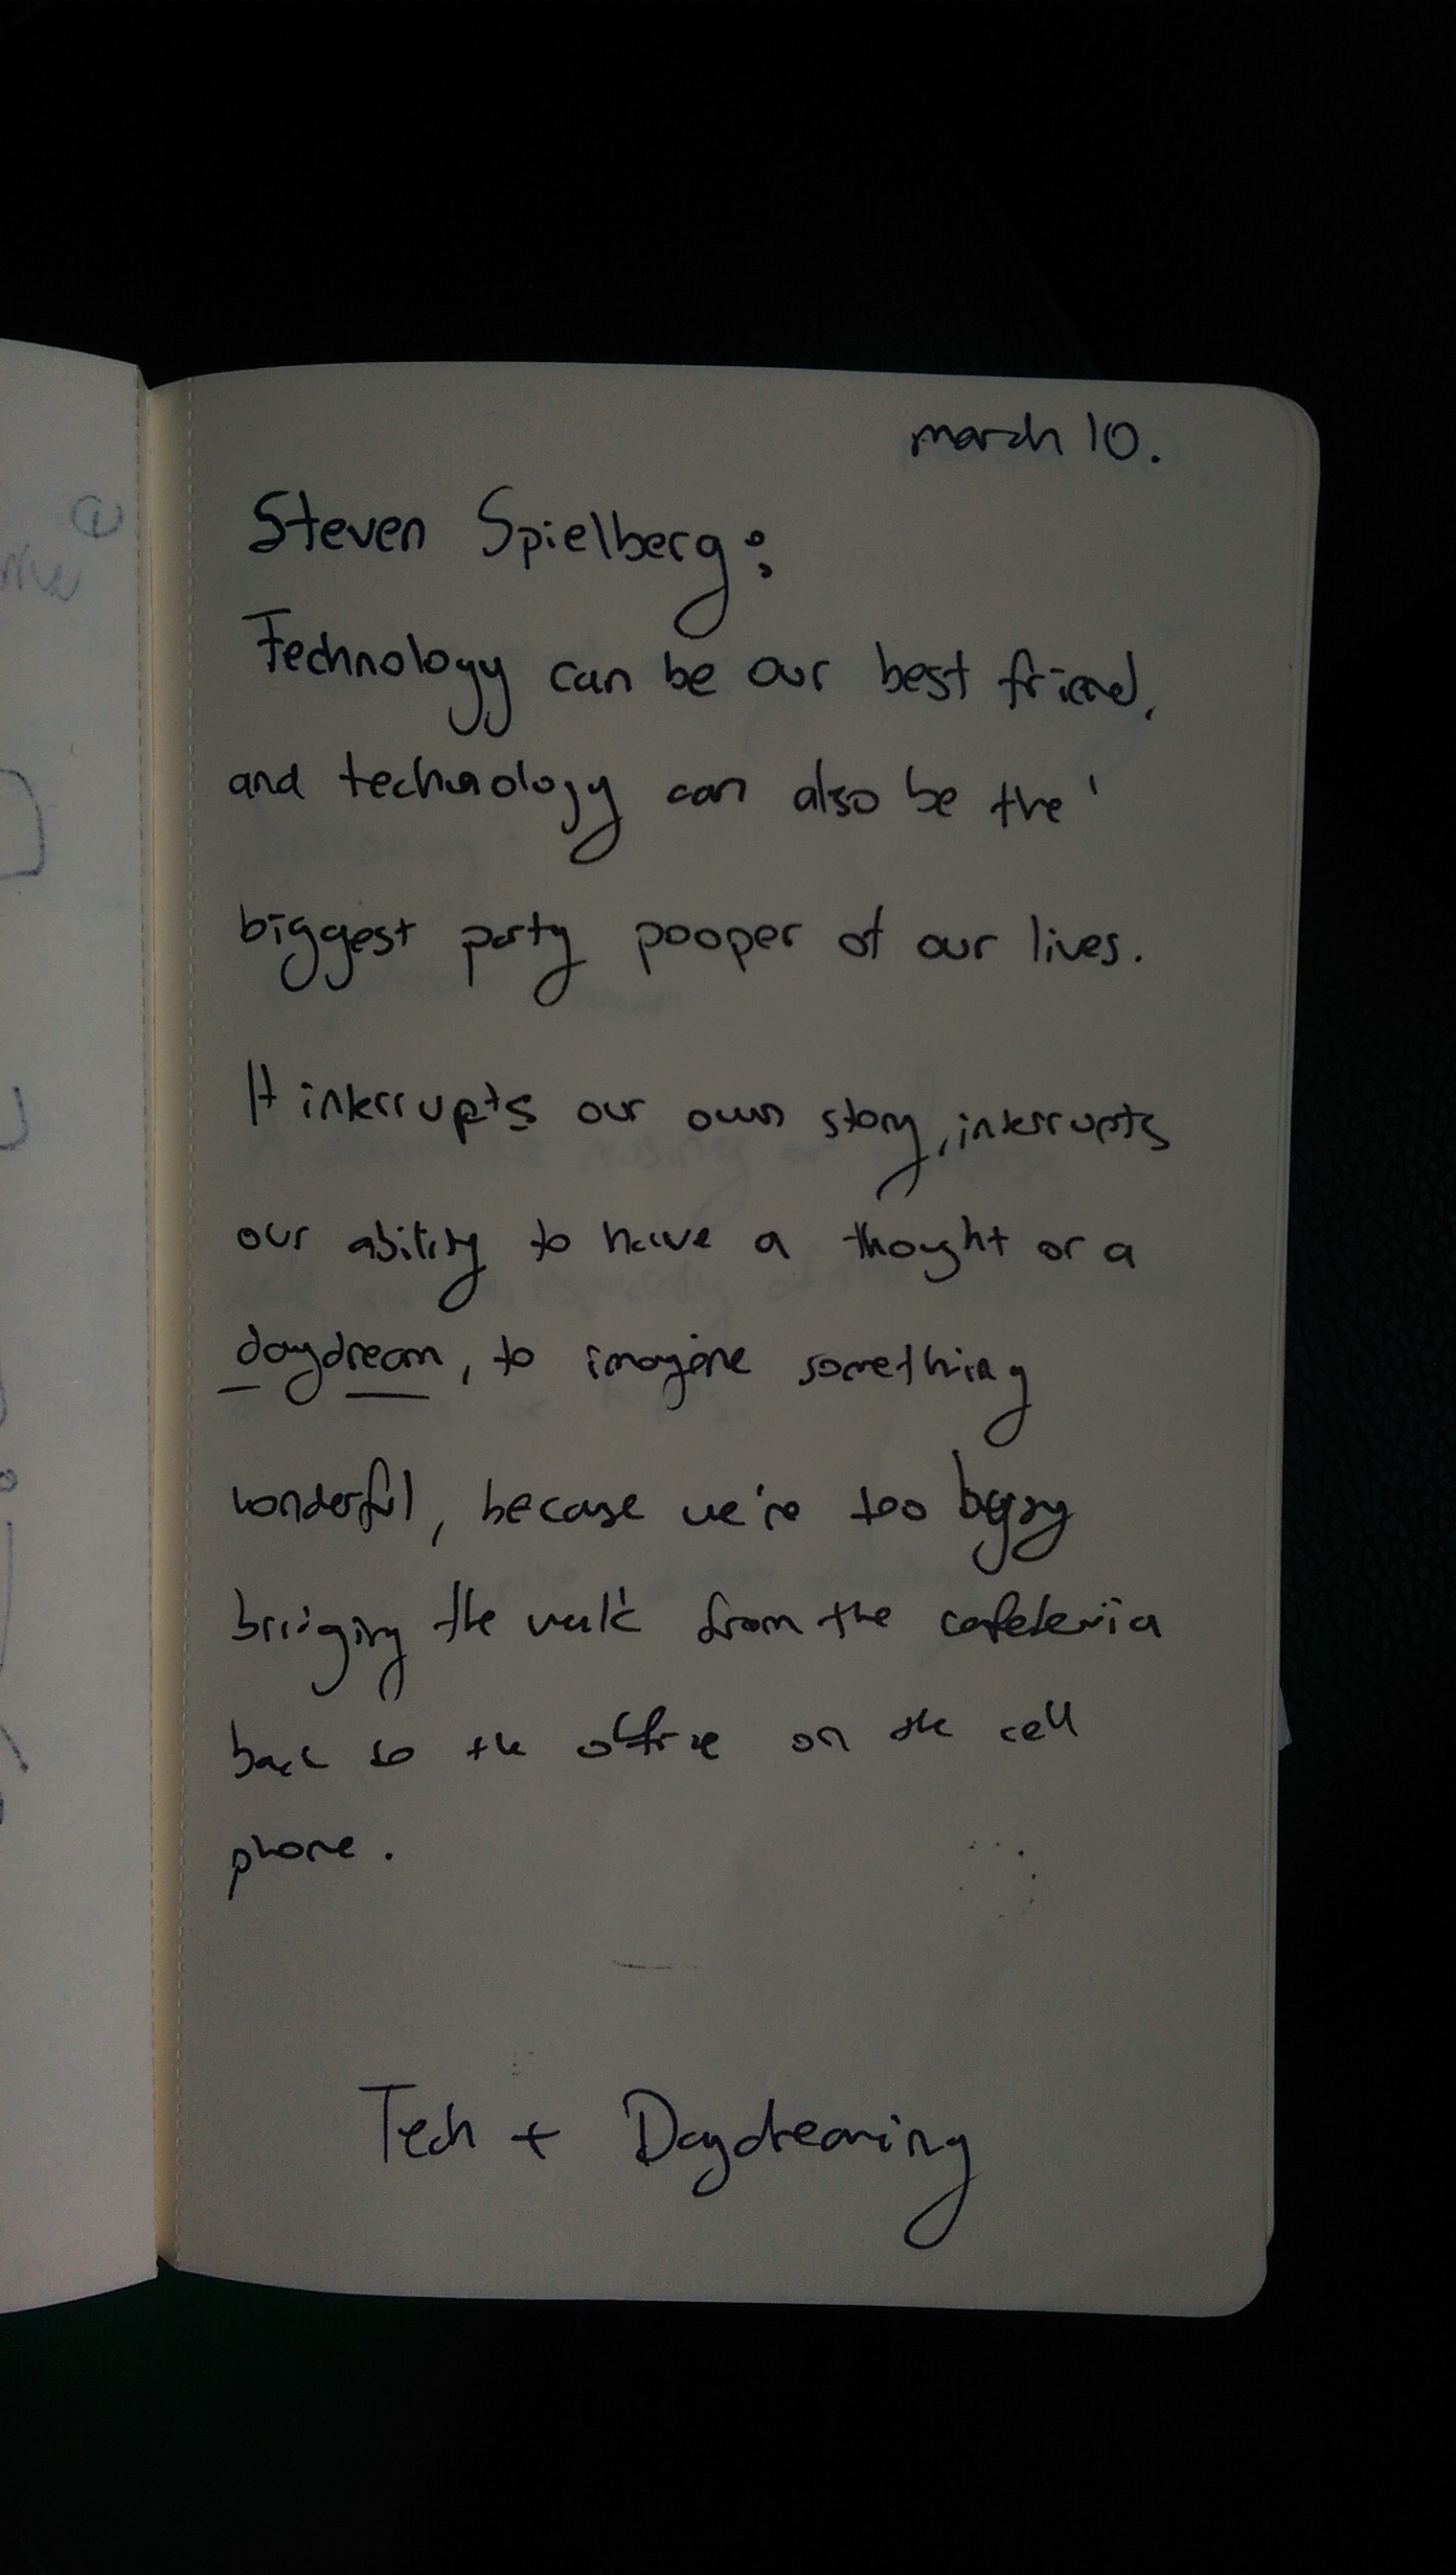 march 10.
Steven Spielberg:
Technology can be our best friend,
and technology can also be the
biggest party pooper of our lives.
It interrupts our own story, interrupts
our ability to have a thought or a
daydream, to imagine something
wonderful, because we're too busy
bridging the walk from the cafeteria
back to the office on the cell
phone.
Tech + Daydreaming